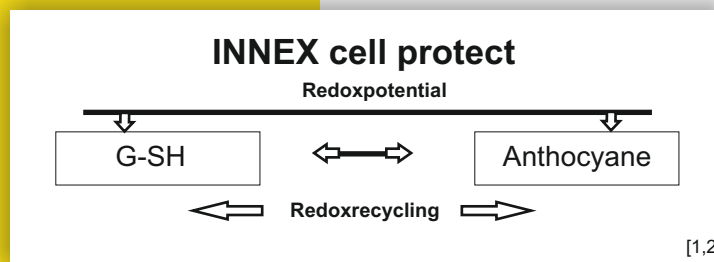 INNEX cell protect
Redoxpotential
G-SH Anthocyane
Redoxrecycling
[1,2